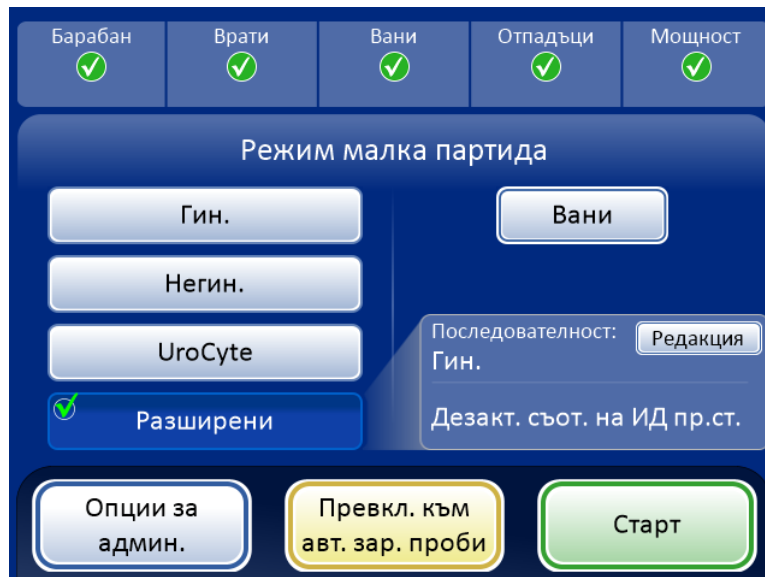 Барабан
Врати
Вани
Отпадъци
Мощност
Режим малка партида
Гин.
Вани
Негин.
UroCyte
Последователност:
Редакция
Гин.
Разширени
Дезакт. съот. на ИД пр.ст.
Опции за
админ.
Превкл. към
авт. зар. проби
Старт